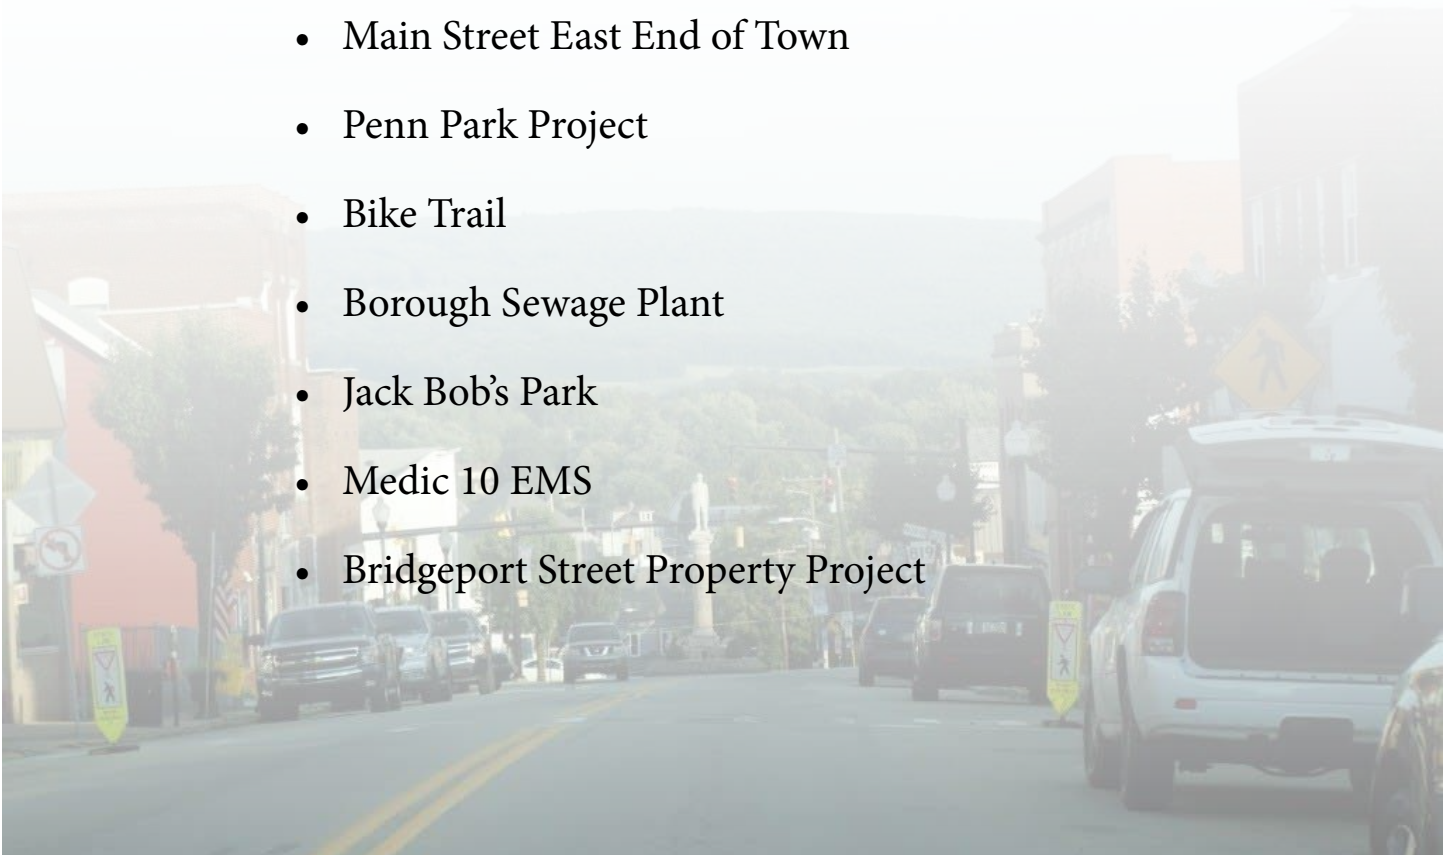 • Main Street East End of Town
• Penn Park Project
• Bike Trail
• Borough Sewage Plant
• Jack Bob's Park
• Medic 10 EMS
• Bridgeport Street Property Project